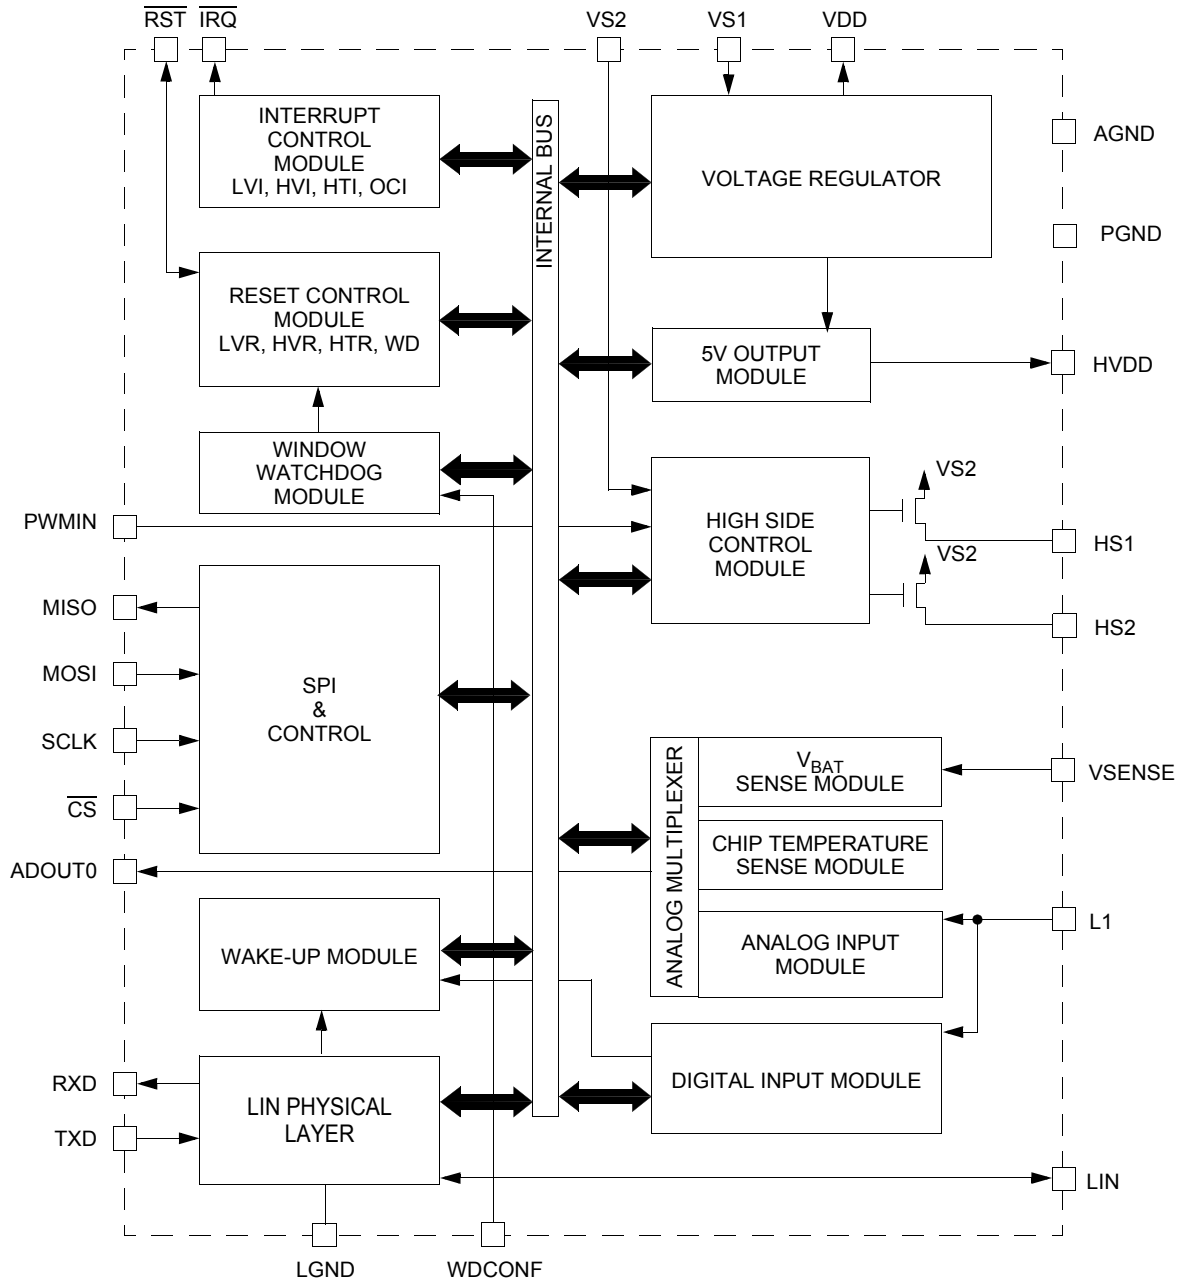 RST IRQ VS2 VS1 VDD
INTERRUPT
CONTROL
MODULE
LVI, HVI, HTI, OCI
INTERNAL BUS
VOLTAGE REGULATOR
AGND
PGND
RESET CONTROL
MODULE
LVR, HVR, HTR, WD
5V OUTPUT
MODULE
HVDD
WINDOW
WATCHDOG
MODULE
PWMIN
HIGH SIDE
CONTROL
MODULE
VS2
HS1
VS2
HS2
MISO
MOSI
SCLK
CS
SPI
&
CONTROL
ADOUT0
ANALOG MULTIPLEXER
VBAT
SENSE MODULE
VSENSE
CHIP TEMPERATURE
SENSE MODULE
ANALOG INPUT
MODULE
L1
WAKE-UP MODULE
DIGITAL INPUT MODULE
RXD
TXD
LIN PHYSICAL
LAYER
LIN
LGND WDCONF